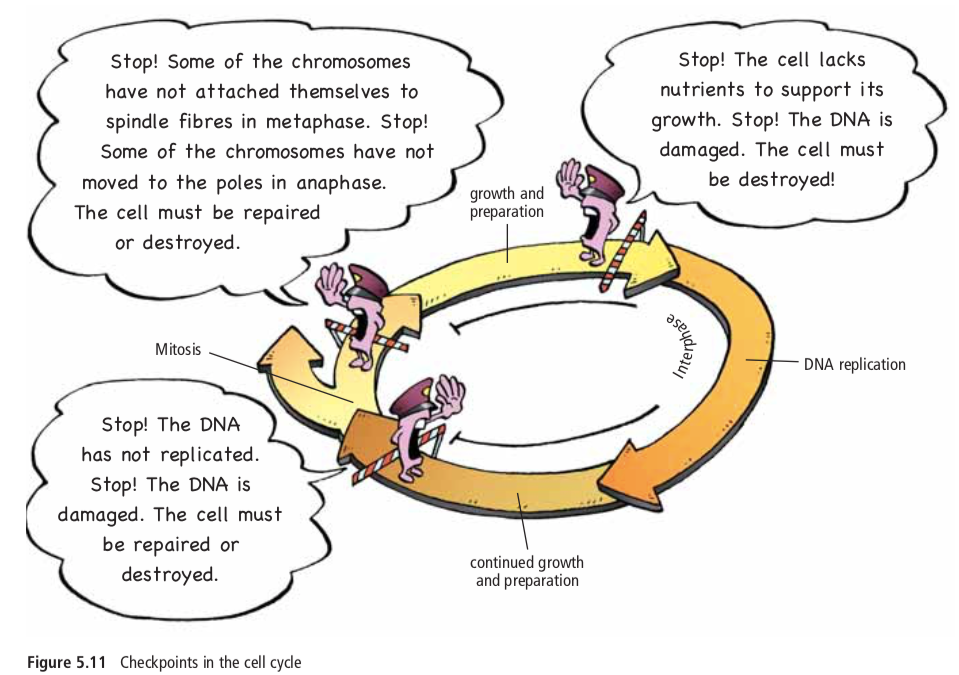 Stop! Some of the chromosomes
have not attached themselves to
spindle fibres in metaphase. Stop!
Some of the chromosomes have not
moved to the poles in anaphase.
The cell must be repaired
or destroyed.
Stop! The cell lacks
nutrients to support its
growth. Stop! The DNA is
damaged. The cell must
be destroyed!
growth and
preparation
Interphase
Mitosis
DNA replication
Stop! The DNA
has not replicated.
Stop! The DNA is
damaged. The cell must
be repaired or
destroyed.
continued growth
and preparation
Figure 5.11 Checkpoints in the cell cycle